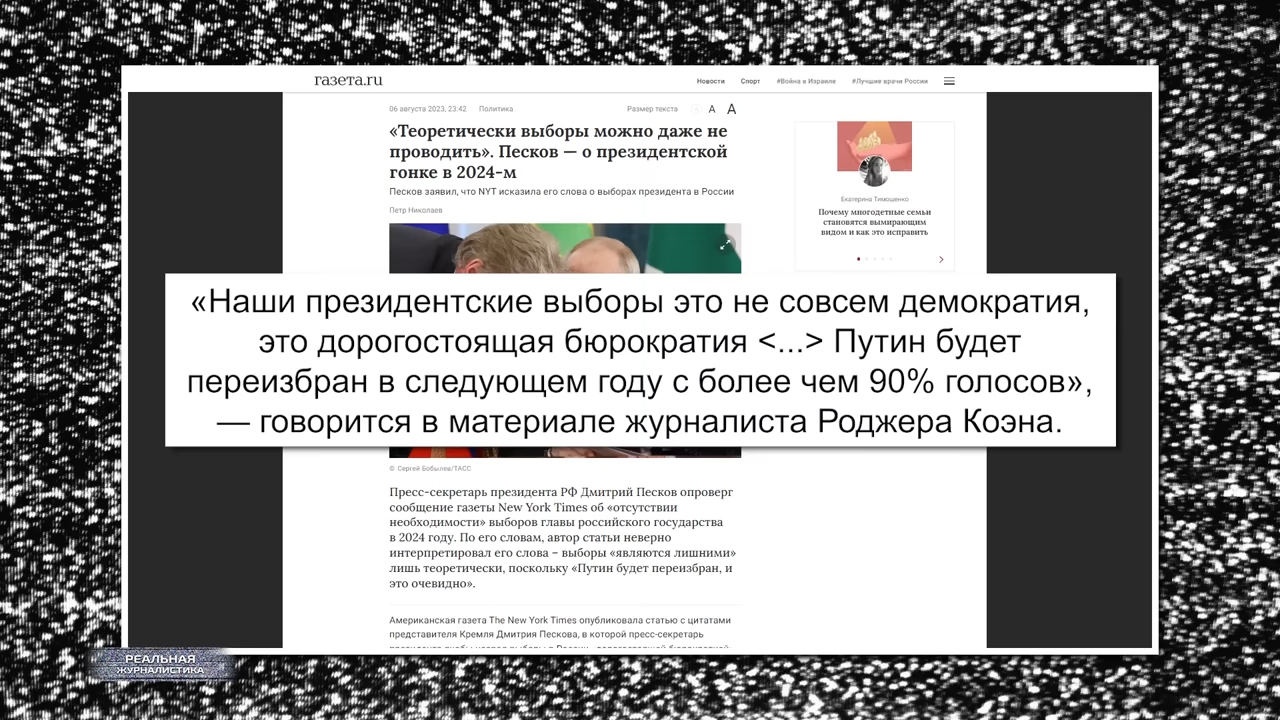 газета.ru
Новости Спорт #Война в Израиле #Лучшие врачи России
06 августа 2023, 23:42 Политика Размер текста А А
«Теоретически выборы можно даже не
проводить». Песков — о президентской
гонке в 2024-м
Песков заявил, что NYT исказила его слова о выборах президента в России
Петр Николаев
Екатерина Тимошенко
Почему многодетные семьи
становятся вымирающим
видом и как это исправить
«Наши президентские выборы это не совсем демократия,
это дорогостоящая бюрократия <...> Путин будет
переизбран в следующем году с более чем 90% голосов»,
— говорится в материале журналиста Роджера Коэна.
© Сергей Бобылев/ТАСС
Пресс-секретарь президента РФ Дмитрий Песков опроверг
сообщение газеты New York Times об «отсутствии
необходимости» выборов главы российского государства
в 2024 году. По его словам, автор статьи неверно
интерпретировал его слова – выборы «являются лишними»
лишь теоретически, поскольку «Путин будет переизбран, и
это очевидно».
Американская газета The New York Times опубликовала статью с цитатами
представителя Кремля Дмитрия Пескова, в которой пресс-секретарь
РЕАЛЬНАЯ
ЖУРНАЛИСТИКА